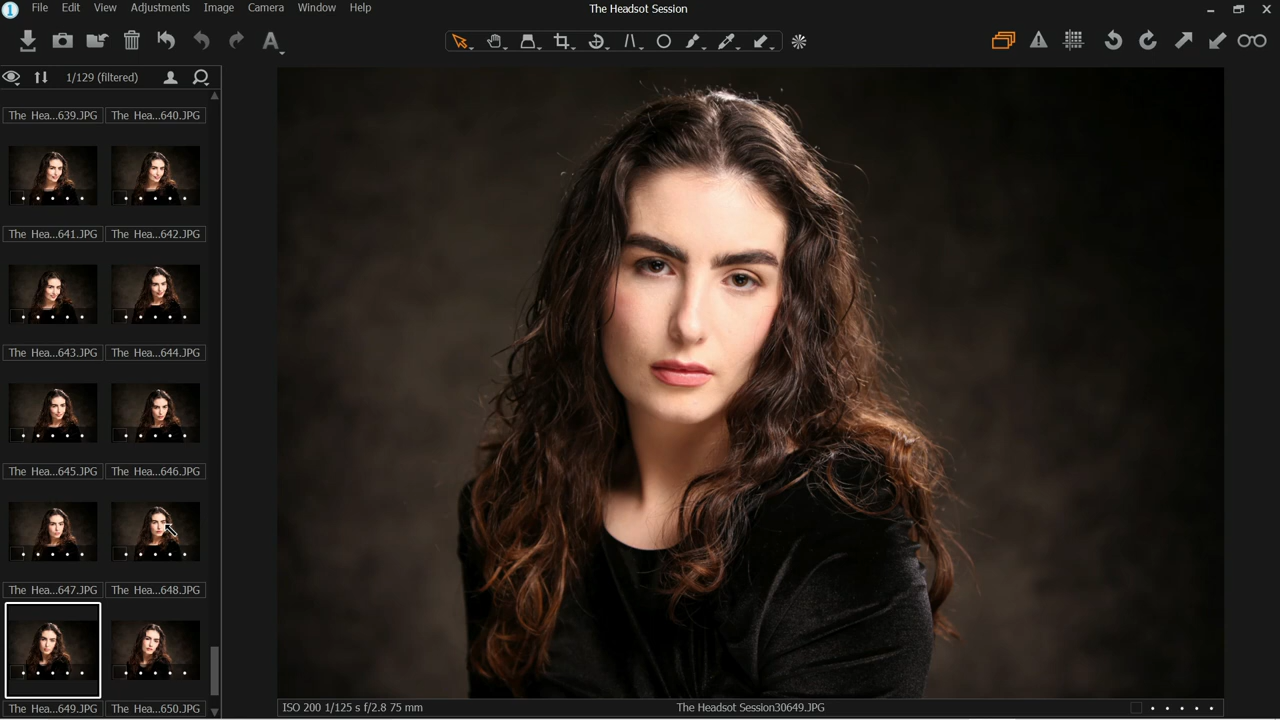 File Edit View Adjustments Image Camera Window Help
The Headsot Session
A
1/129 (filtered)
The Hea...639.JPG The Hea...640.JPG
The Hea...641.JPG The Hea...642.JPG
The Hea...643.JPG The Hea...644.JPG
The Hea...645.JPG The Hea...646.JPG
The Hea...647.JPG The Hea...648.JPG
The Hea...649.JPG The Hea...650.JPG
ISO 200 1/125 s f/2.8 75 mm
The Headsot Session30649.JPG